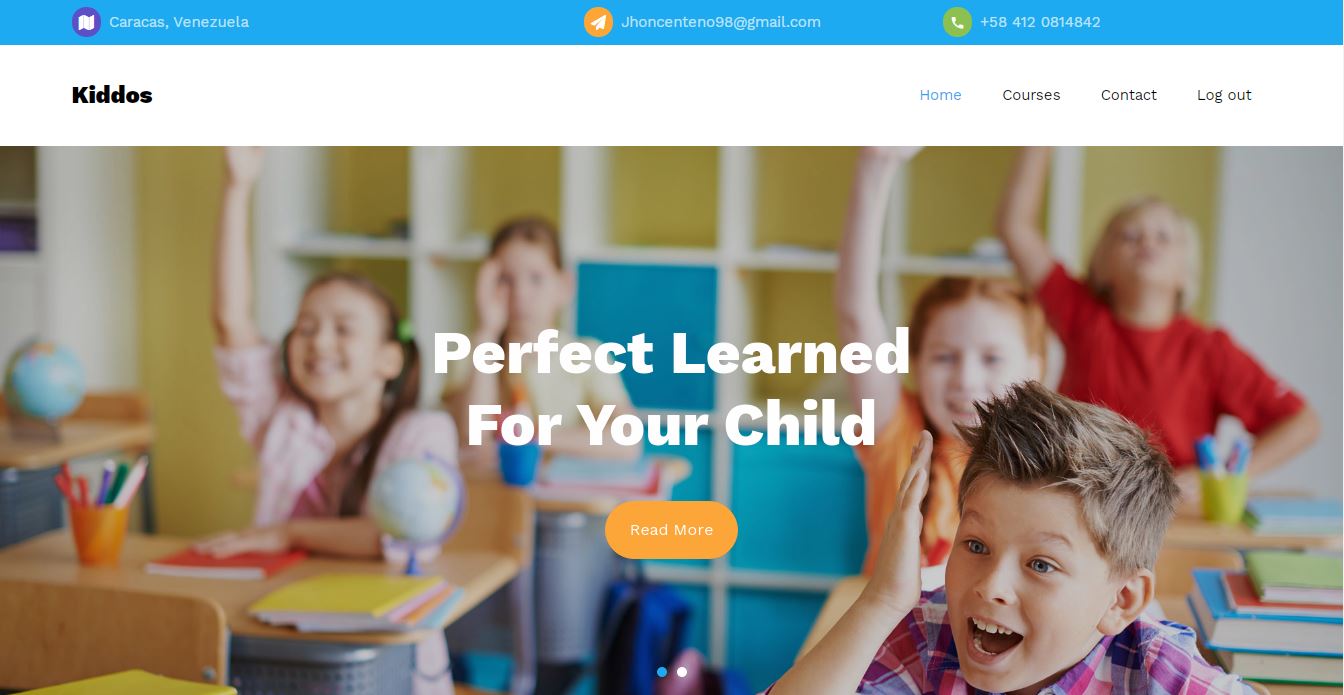 Caracas, Venezuela
Jhoncenteno98@gmail.com
+58 412 0814842
Kiddos
Home
Courses
Contact
Log out
Perfect Learned
For Your Child
Read More